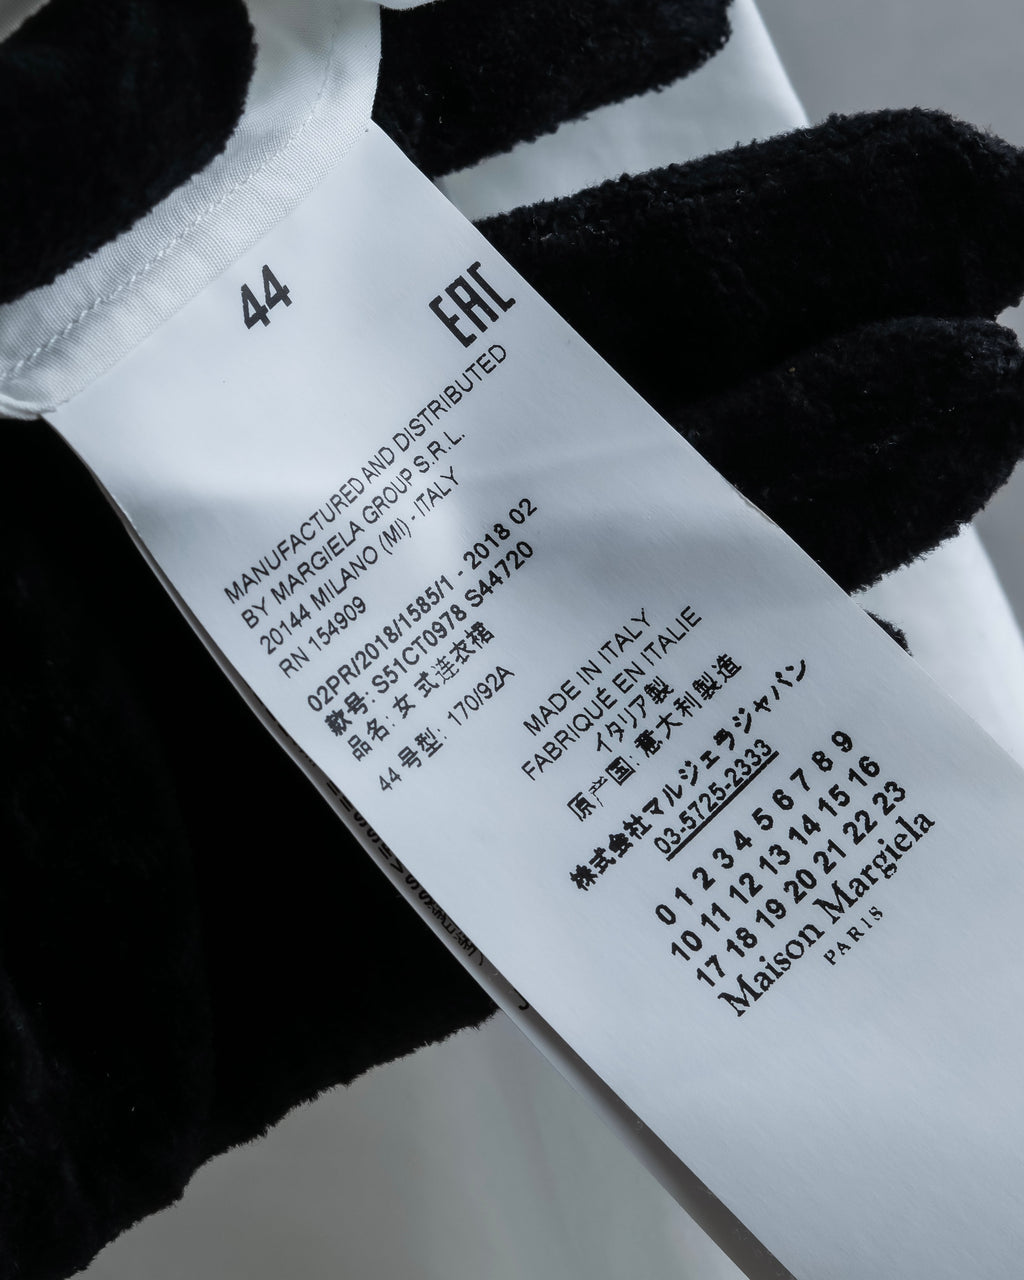 44
EAC
MANUFACTURED AND DISTRIBUTED
BY MARGIELA GROUP S.R.L.
20144 MILANO (MI) - ITALY
RN 154909
02PR/2018/1585/1 - 2018 02
款号: S51CT0978 S44720
品名: 女式连衣裙
44 号型: 170/92A
MADE IN ITALY
FABRIQUÉ EN ITALIE
イタリア製
原产国: 意大利製造
株式会社マルジェラジャパン
03-5725-2333
0 1 2 3 4 5 6 7 8 9
10 11 12 13 14 15 16
17 18 19 20 21 22 23
Maison Margiela
PARIS